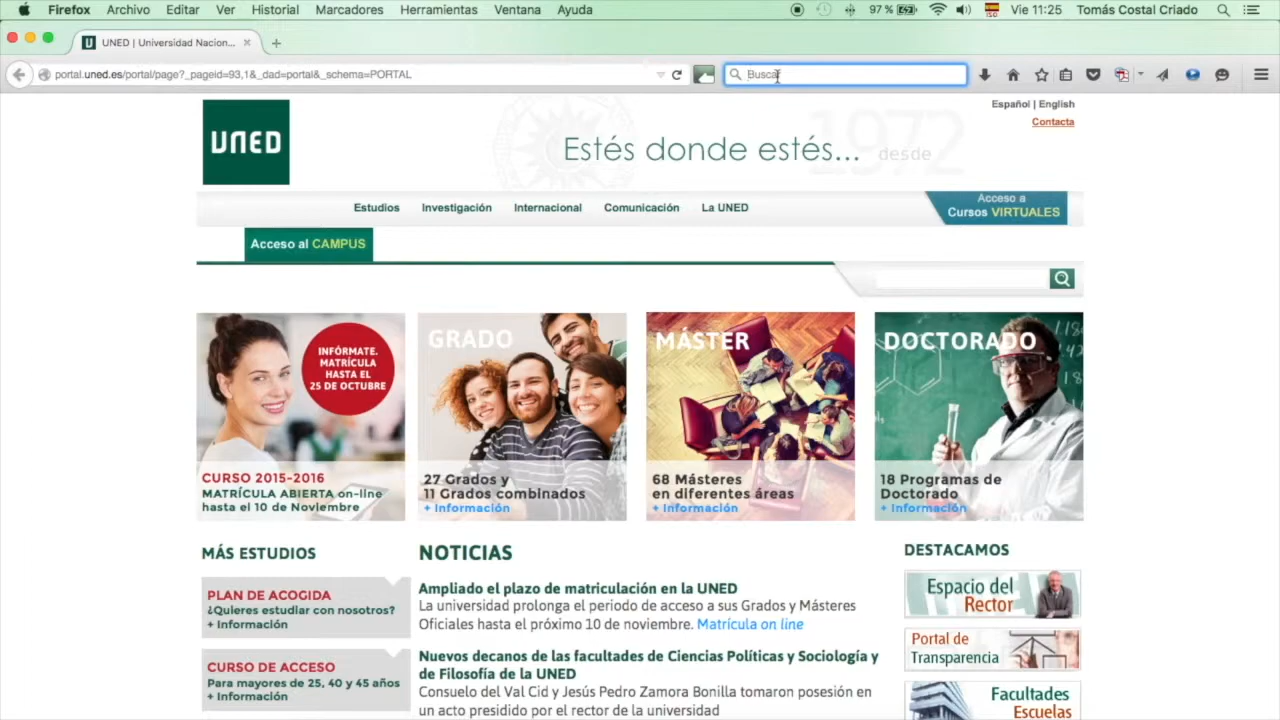 Firefox Archivo Editar Ver Historial Marcadores Herramientas Ventana Ayuda 97 % ISO Vie 11:25 Tomás Costal Criado
UNED | Universidad Nacion...
portal.uned.es/portal/page?_pageid=93,1&_dad=portal&_schema=PORTAL
Buscar
Español | English
Contacta
UNED
Estés donde estés... desde 1972
Estudios Investigación Internacional Comunicación La UNED
Acceso a
Cursos VIRTUALES
Acceso al CAMPUS
INFÓRMATE.
MATRÍCULA
HASTA EL
25 DE OCTUBRE
CURSO 2015-2016
MATRÍCULA ABIERTA on-line
hasta el 10 de Noviembre
GRADO
27 Grados y
11 Grados combinados
+ Información
MÁSTER
68 Másteres
en diferentes áreas
+ Información
DOCTORADO
18 Programas de
Doctorado
+ Información
MÁS ESTUDIOS
PLAN DE ACOGIDA
¿Quieres estudiar con nosotros?
+ Información
CURSO DE ACCESO
Para mayores de 25, 40 y 45 años
+ Información
NOTICIAS
Ampliado el plazo de matriculación en la UNED
La universidad prolonga el periodo de acceso a sus Grados y Másteres
Oficiales hasta el próximo 10 de noviembre. Matrícula on line
Nuevos decanos de las facultades de Ciencias Políticas y Sociología y
de Filosofía de la UNED
Consuelo del Val Cid y Jesús Pedro Zamora Bonilla tomaron posesión en
un acto presidido por el rector de la universidad
DESTACAMOS
Espacio del
Rector
Portal de
Transparencia
Facultades
Escuelas